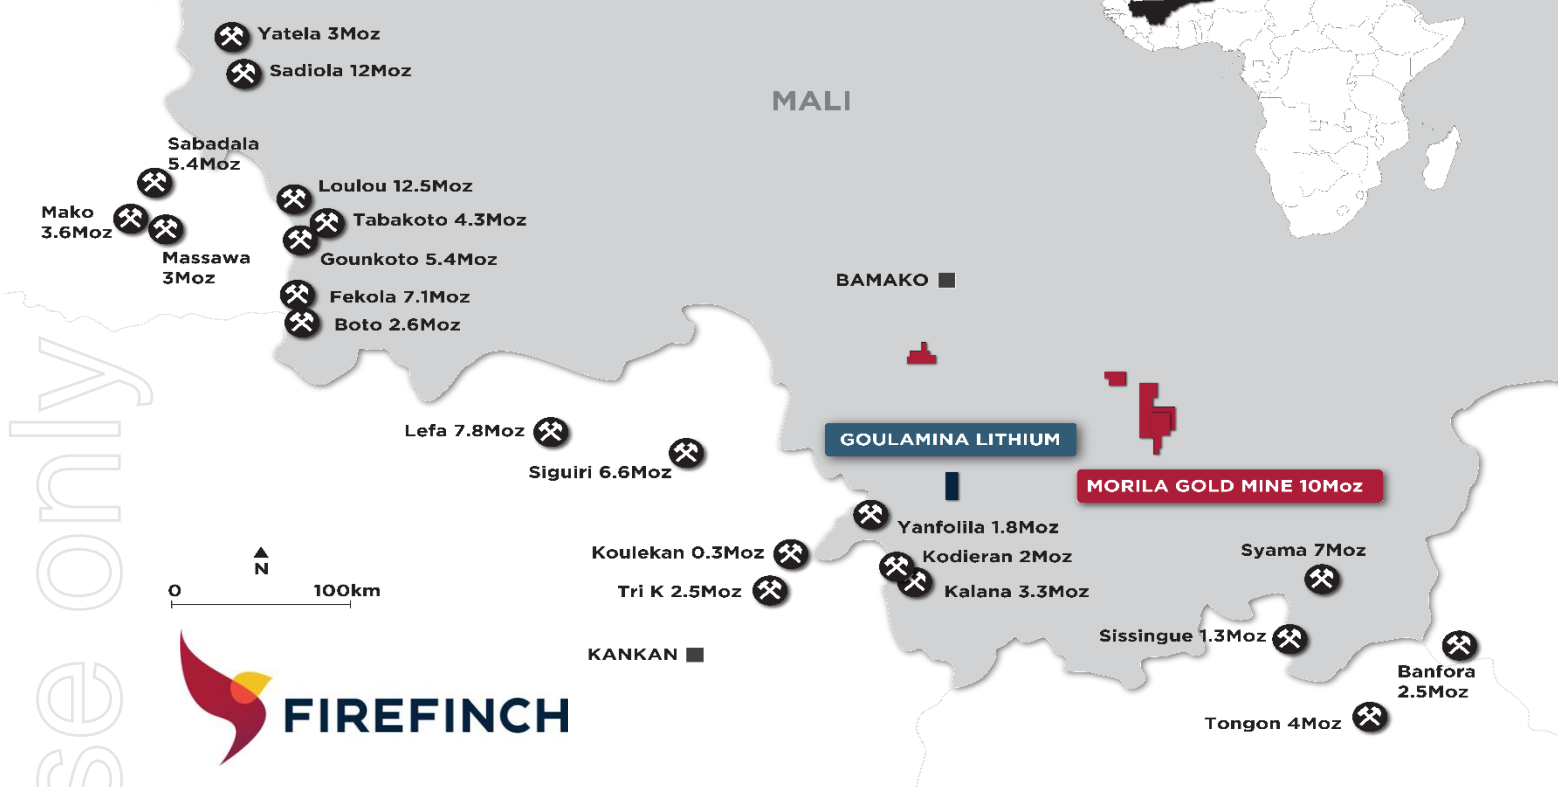 Yatela 3Moz
Sadiola 12Moz
MALI
Sabadala
5.4Moz
Loulou 12.5Moz
Mako
3.6Moz
Tabakoto 4.3Moz
Massawa
3Moz
Gounkoto 5.4Moz
BAMAKO
Fekola 7.1Moz
Boto 2.6Moz
Lefa 7.8Moz
GOULAMINA LITHIUM
Siguiri 6.6Moz
MORILA GOLD MINE 10Moz
Yanfolila 1.8Moz
Koulekan 0.3Moz
Kodieran 2Moz
Syama 7Moz
N
0 100km
Tri K 2.5Moz
Kalana 3.3Moz
Sissingue 1.3Moz
KANKAN
Banfora
2.5Moz
FIREFINCH
Tongon 4Moz
se only